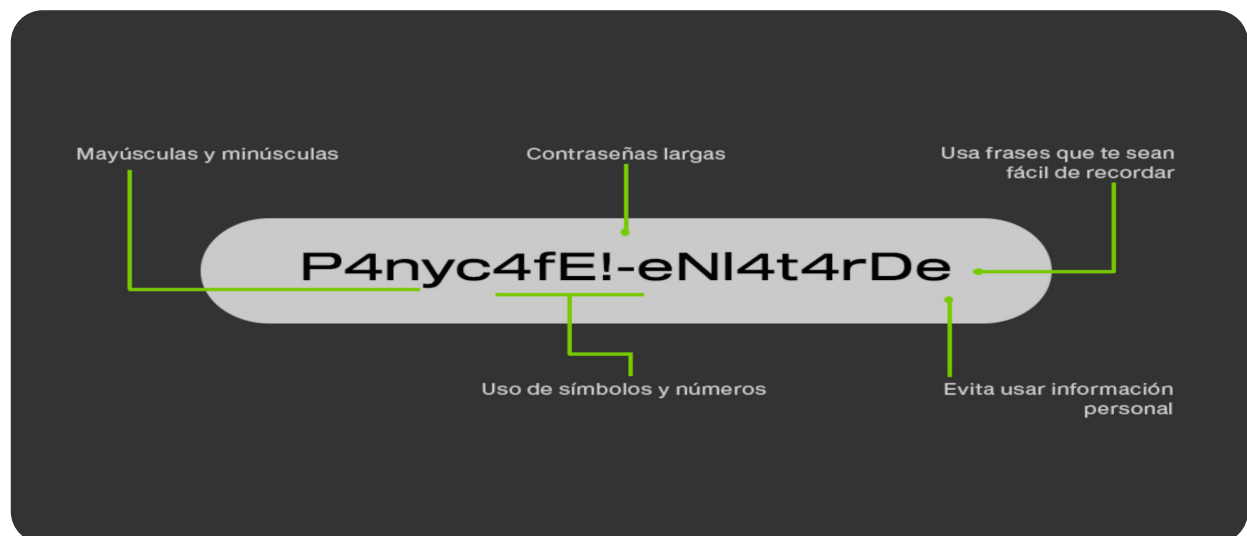 Mayúsculas y minúsculas
Contraseñas largas
Usa frases que te sean
fácil de recordar
P4nyc4fE!-eNl4t4rDe
Uso de símbolos y números
Evita usar información
personal